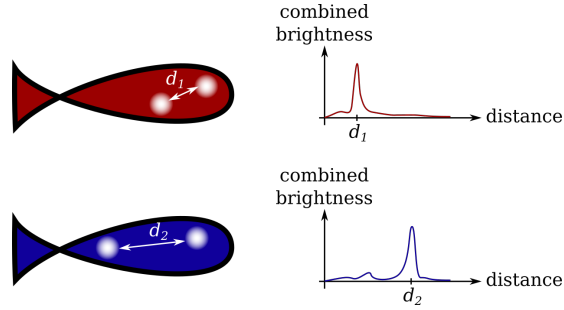 combined
brightness
d1
distance
d1
combined
brightness
d2
distance
d2